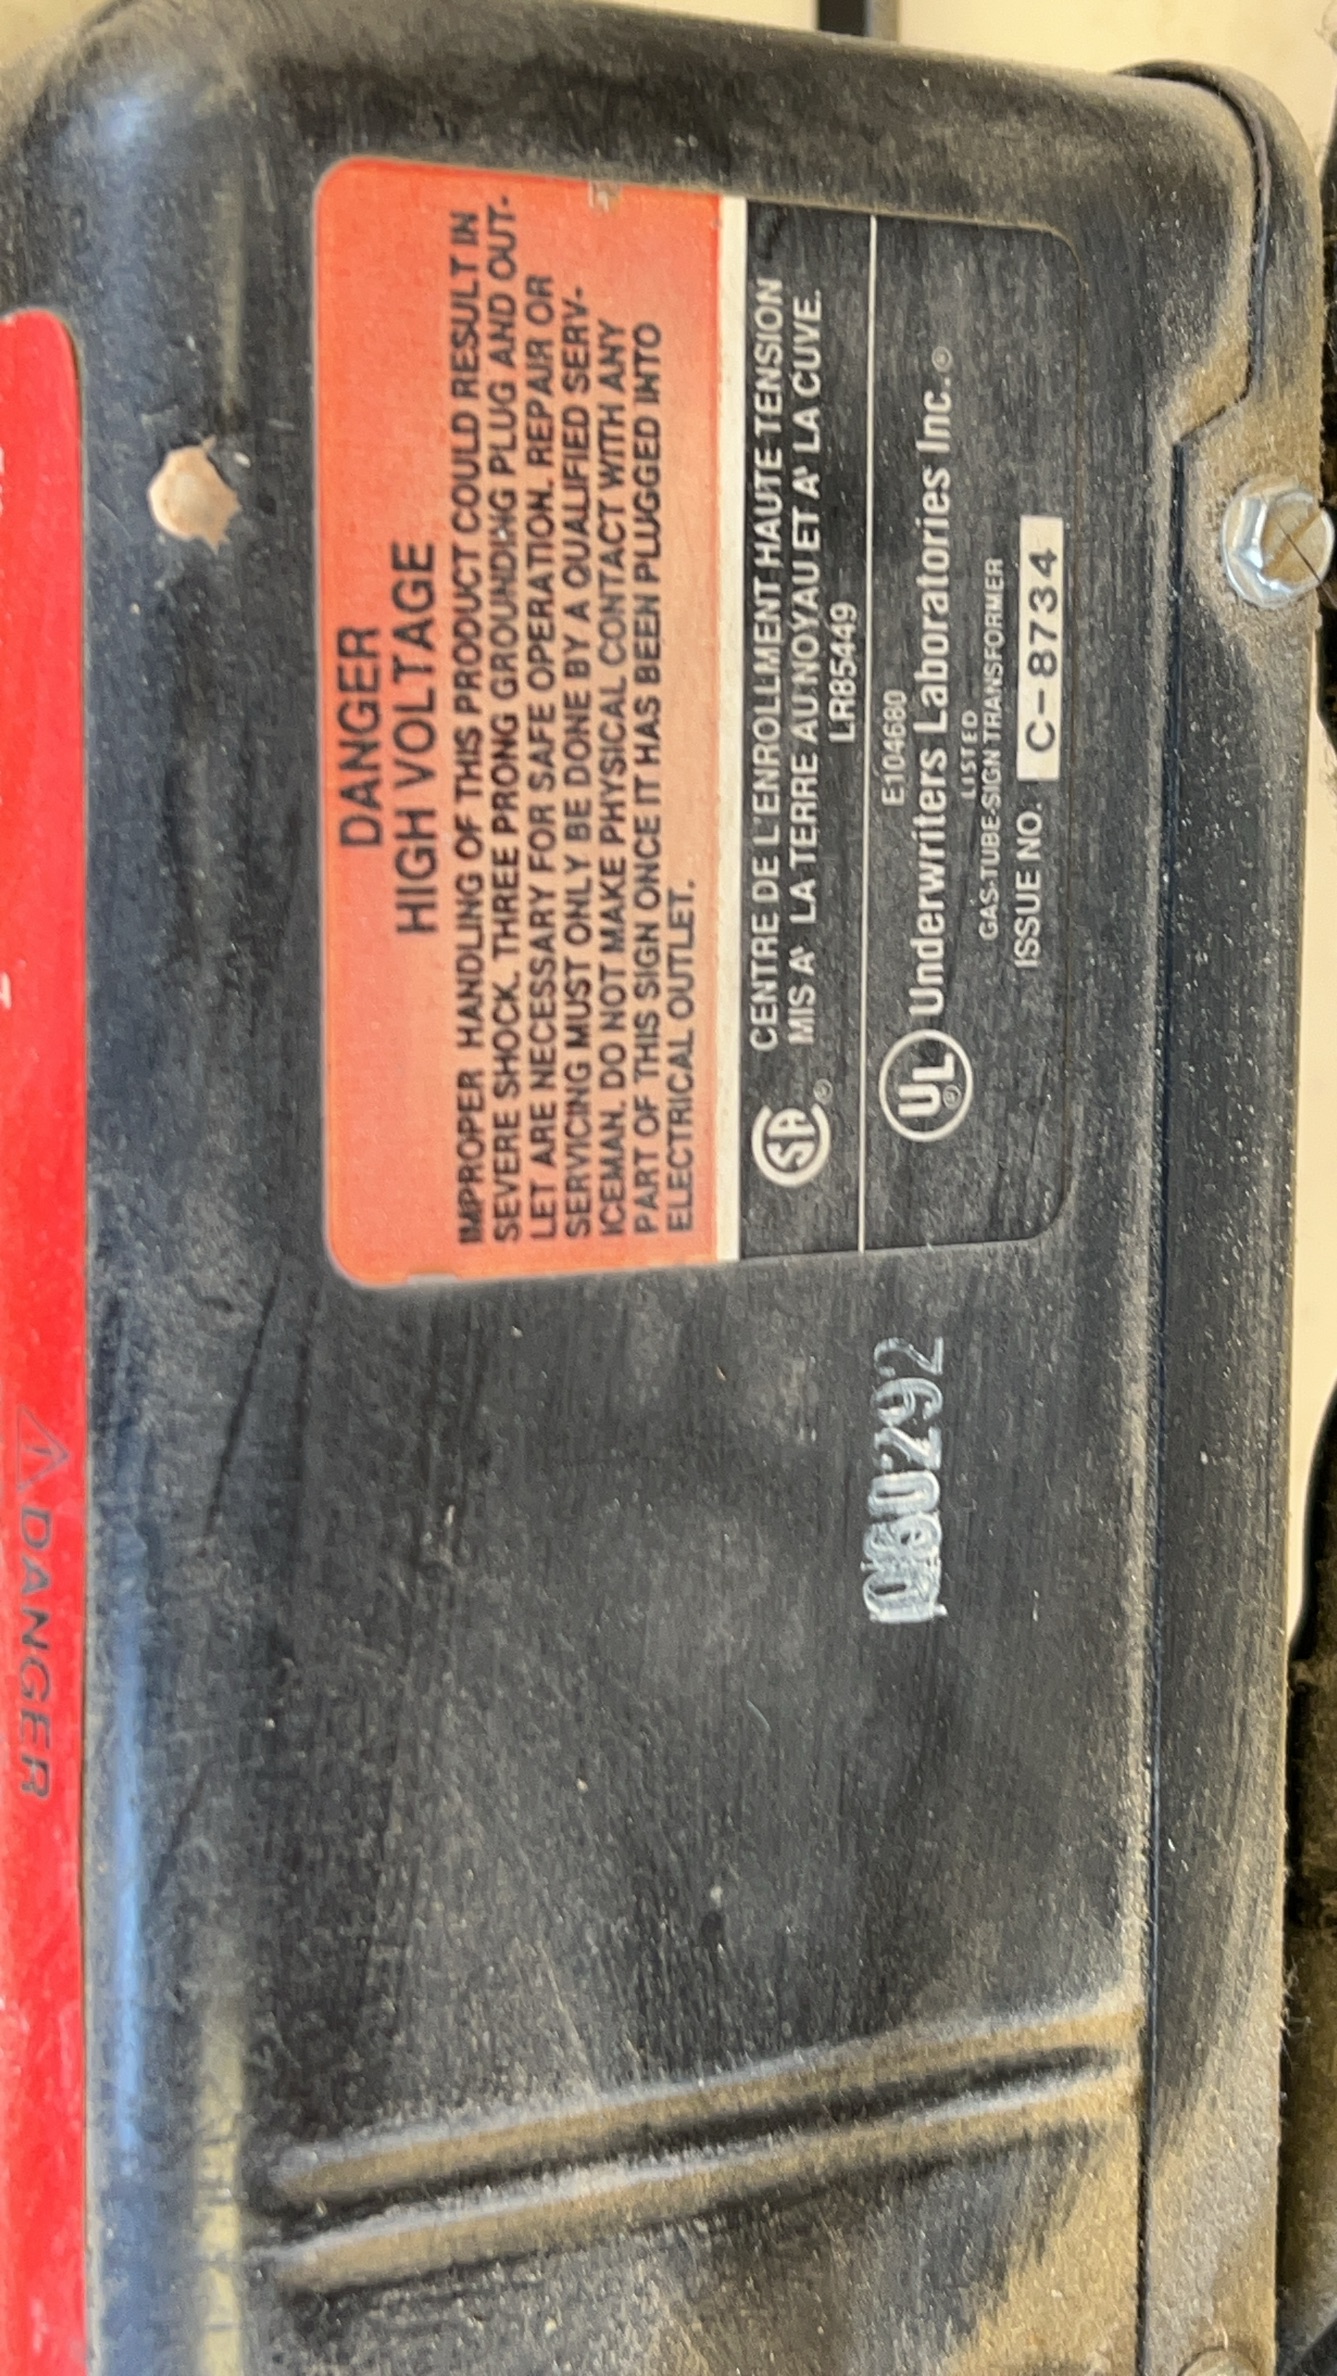 DANGER
HIGH VOLTAGE
IMPROPER HANDLING OF THIS PRODUCT COULD RESULT IN
SEVERE SHOCK. THREE PRONG GROUNDING PLUG AND OUT-
LET ARE NECESSARY FOR SAFE OPERATION. REPAIR OR
SERVICING MUST ONLY BE DONE BY A QUALIFIED SERV-
ICEMAN. DO NOT MAKE PHYSICAL CONTACT WITH ANY
PART OF THIS SIGN ONCE IT HAS BEEN PLUGGED INTO
ELECTRICAL OUTLET.
SA ®
CENTRE DE L'ENROLLMENT HAUTE TENSION
MIS A' LA TERRE AU NOYAU ET A' LA CUVE.
LR85449
E104680
UL ® Underwriters Laboratories Inc.®
LISTED
GAS-TUBE-SIGN TRANSFORMER
ISSUE NO. C-8734
0292
⚠ DANGER